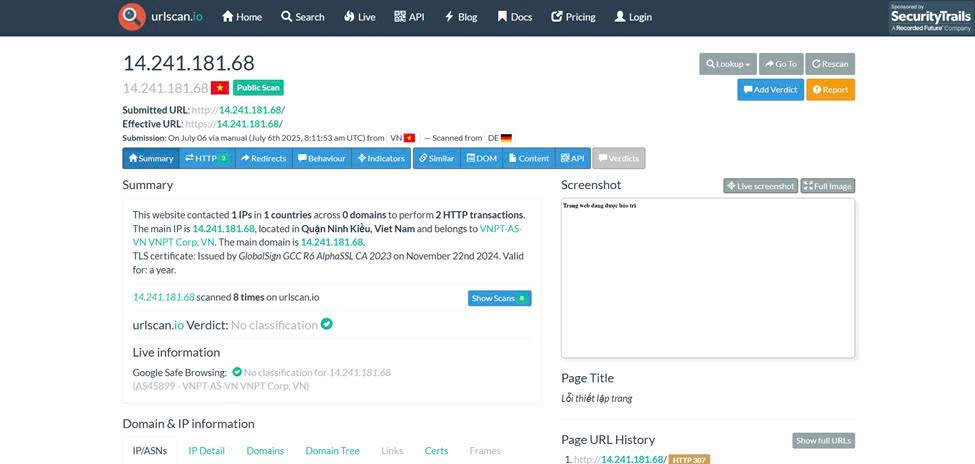 urlscan.io Home Search Live API Blog Docs Pricing Login
Sponsored by
SecurityTrails
A Recorded Future Company
14.241.181.68
Lookup Go To Rescan
14.241.181.68 Public Scan
Add Verdict Report
Submitted URL: http://14.241.181.68/
Effective URL: https://14.241.181.68/
Submission: On July 06 via manual (July 6th 2025, 8:11:53 am UTC) from VN — Scanned from DE
Summary HTTP 2 Redirects Behaviour Indicators Similar DOM Content API Verdicts
Summary
This website contacted 1 IPs in 1 countries across 0 domains to perform 2 HTTP transactions.
The main IP is 14.241.181.68, located in Quận Ninh Kiều, Viet Nam and belongs to VNPT-AS-
VN VNPT Corp, VN. The main domain is 14.241.181.68.
TLS certificate: Issued by GlobalSign GCC R6 AlphaSSL CA 2023 on November 22nd 2024. Valid
for: a year.
14.241.181.68 scanned 8 times on urlscan.io Show Scans 8
urlscan.io Verdict: No classification
Live information
Google Safe Browsing: No classification for 14.241.181.68
(AS45899 - VNPT-AS-VN VNPT Corp, VN)
Domain & IP information
IP/ASNs IP Detail Domains Domain Tree Links Certs Frames
Screenshot Live screenshot Full Image
Trang web đang được bảo trì
Page Title
Lỗi thiết lập trang
Page URL History Show full URLs
1. http://14.241.181.68/ HTTP 307